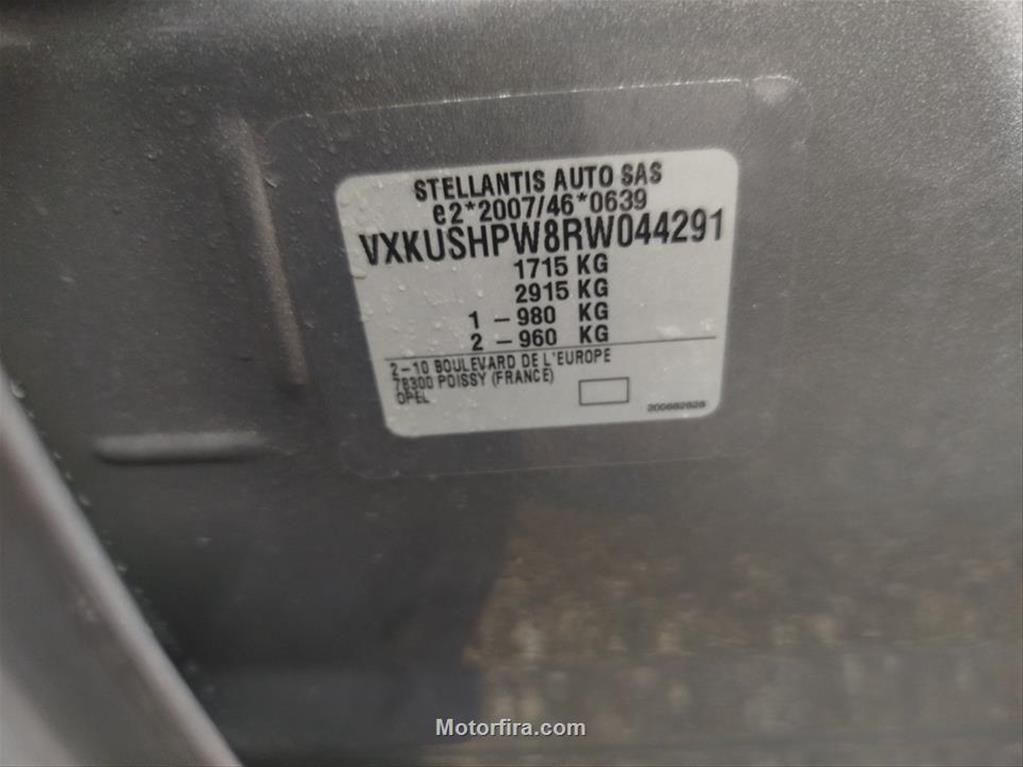 STELLANTIS AUTO SAS
e2*2007/46*0639
VXKUSHPW8RW044291
1715 KG
2915 KG
1 – 980 KG
2 – 960 KG
2–10 BOULEVARD DE L'EUROPE
78300 POISSY (FRANCE)
OPEL
Motorfira.com